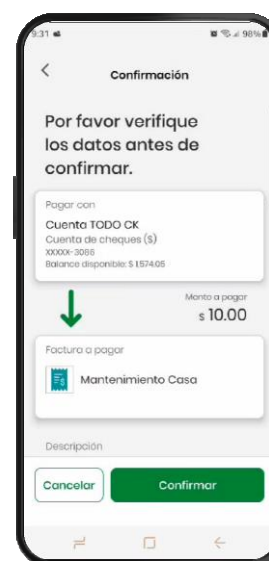 9:31
98%
Confirmación
Por favor verifique
los datos antes de
confirmar.
Pagar con
Cuenta TODO CK
Cuenta de cheques ($)
XXXXX-3086
Balance disponible: $ 1,574.05
Monto a pagar
$ 10.00
Factura a pagar
Mantenimiento Casa
Descripción
Cancelar
Confirmar